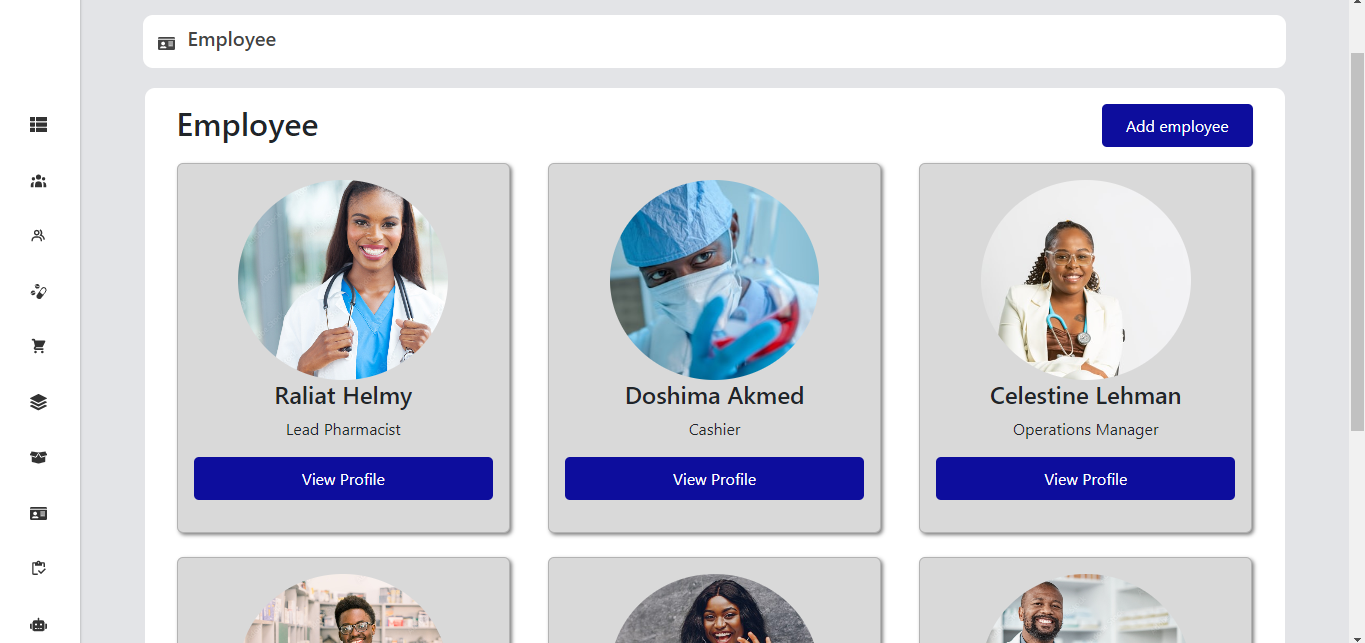 Employee
Employee
Add employee
Raliat Helmy
Doshima Akmed
Celestine Lehman
Lead Pharmacist
Cashier
Operations Manager
View Profile
View Profile
View Profile